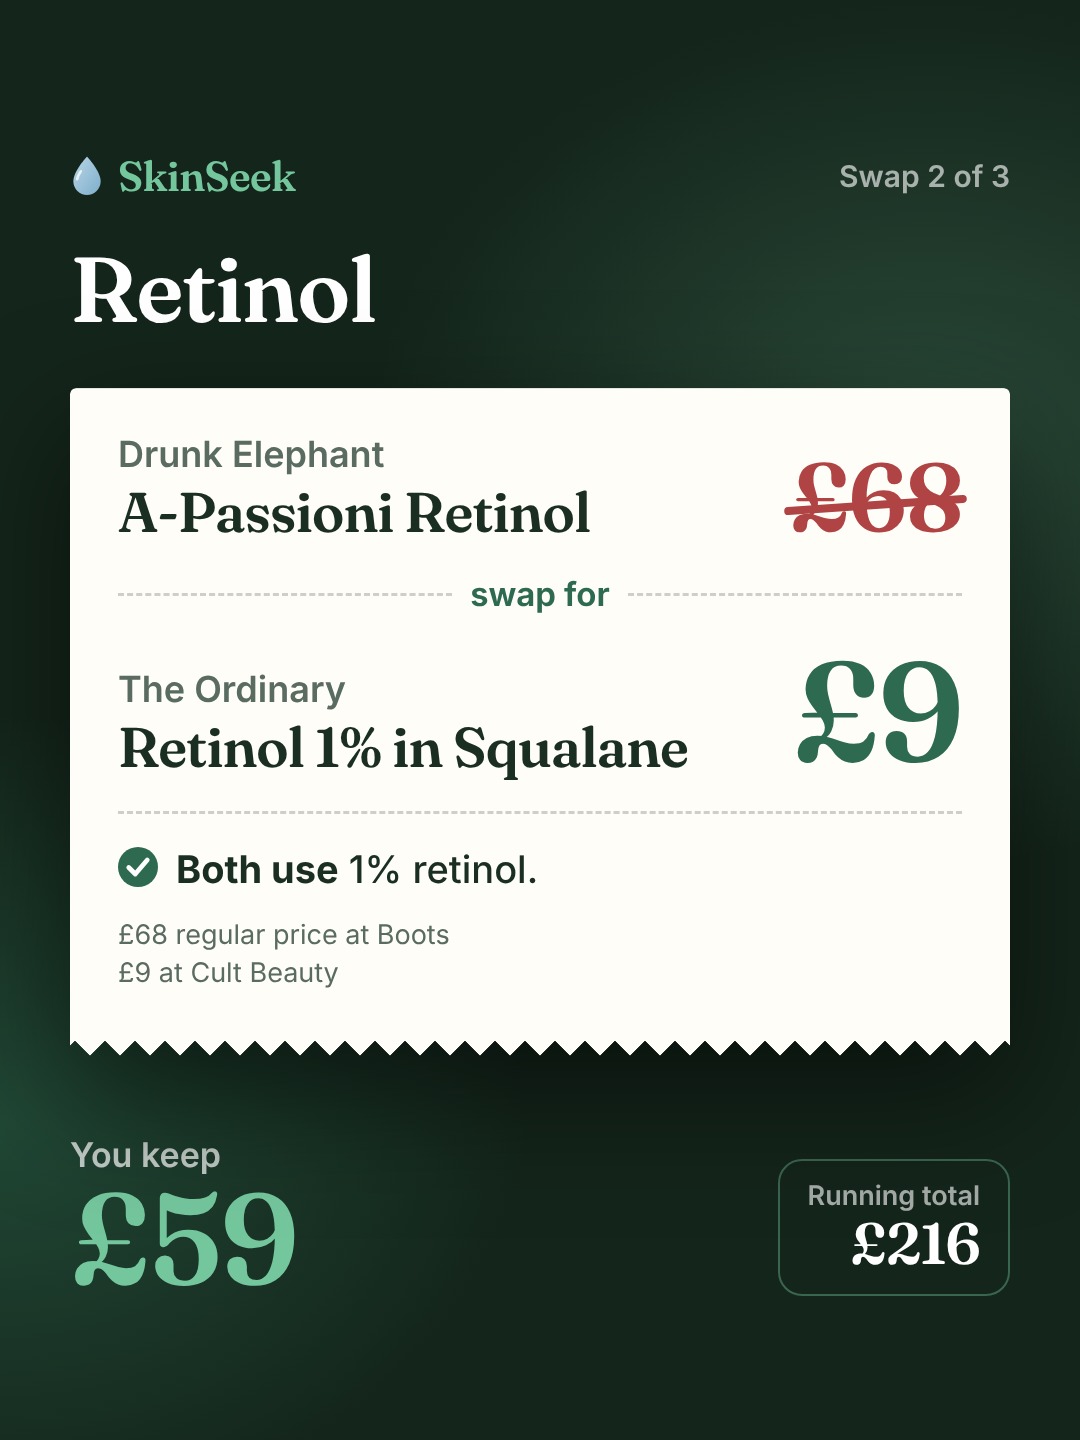 SkinSeek
Swap 2 of 3
Retinol
Drunk Elephant
A-Passioni Retinol
£68
swap for
The Ordinary
Retinol 1% in Squalane
£9
Both use 1% retinol.
£68 regular price at Boots
£9 at Cult Beauty
You keep
£59
Running total
£216